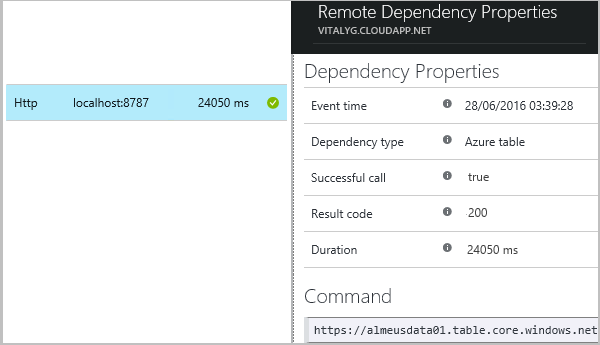 Http localhost:8787 24050 ms
Remote Dependency Properties
VITALYG.CLOUDAPP.NET
Dependency Properties
Event time 28/06/2016 03:39:28
Dependency type Azure table
Successful call true
Result code 200
Duration 24050 ms
Command
https://almeusdata01.table.core.windows.net